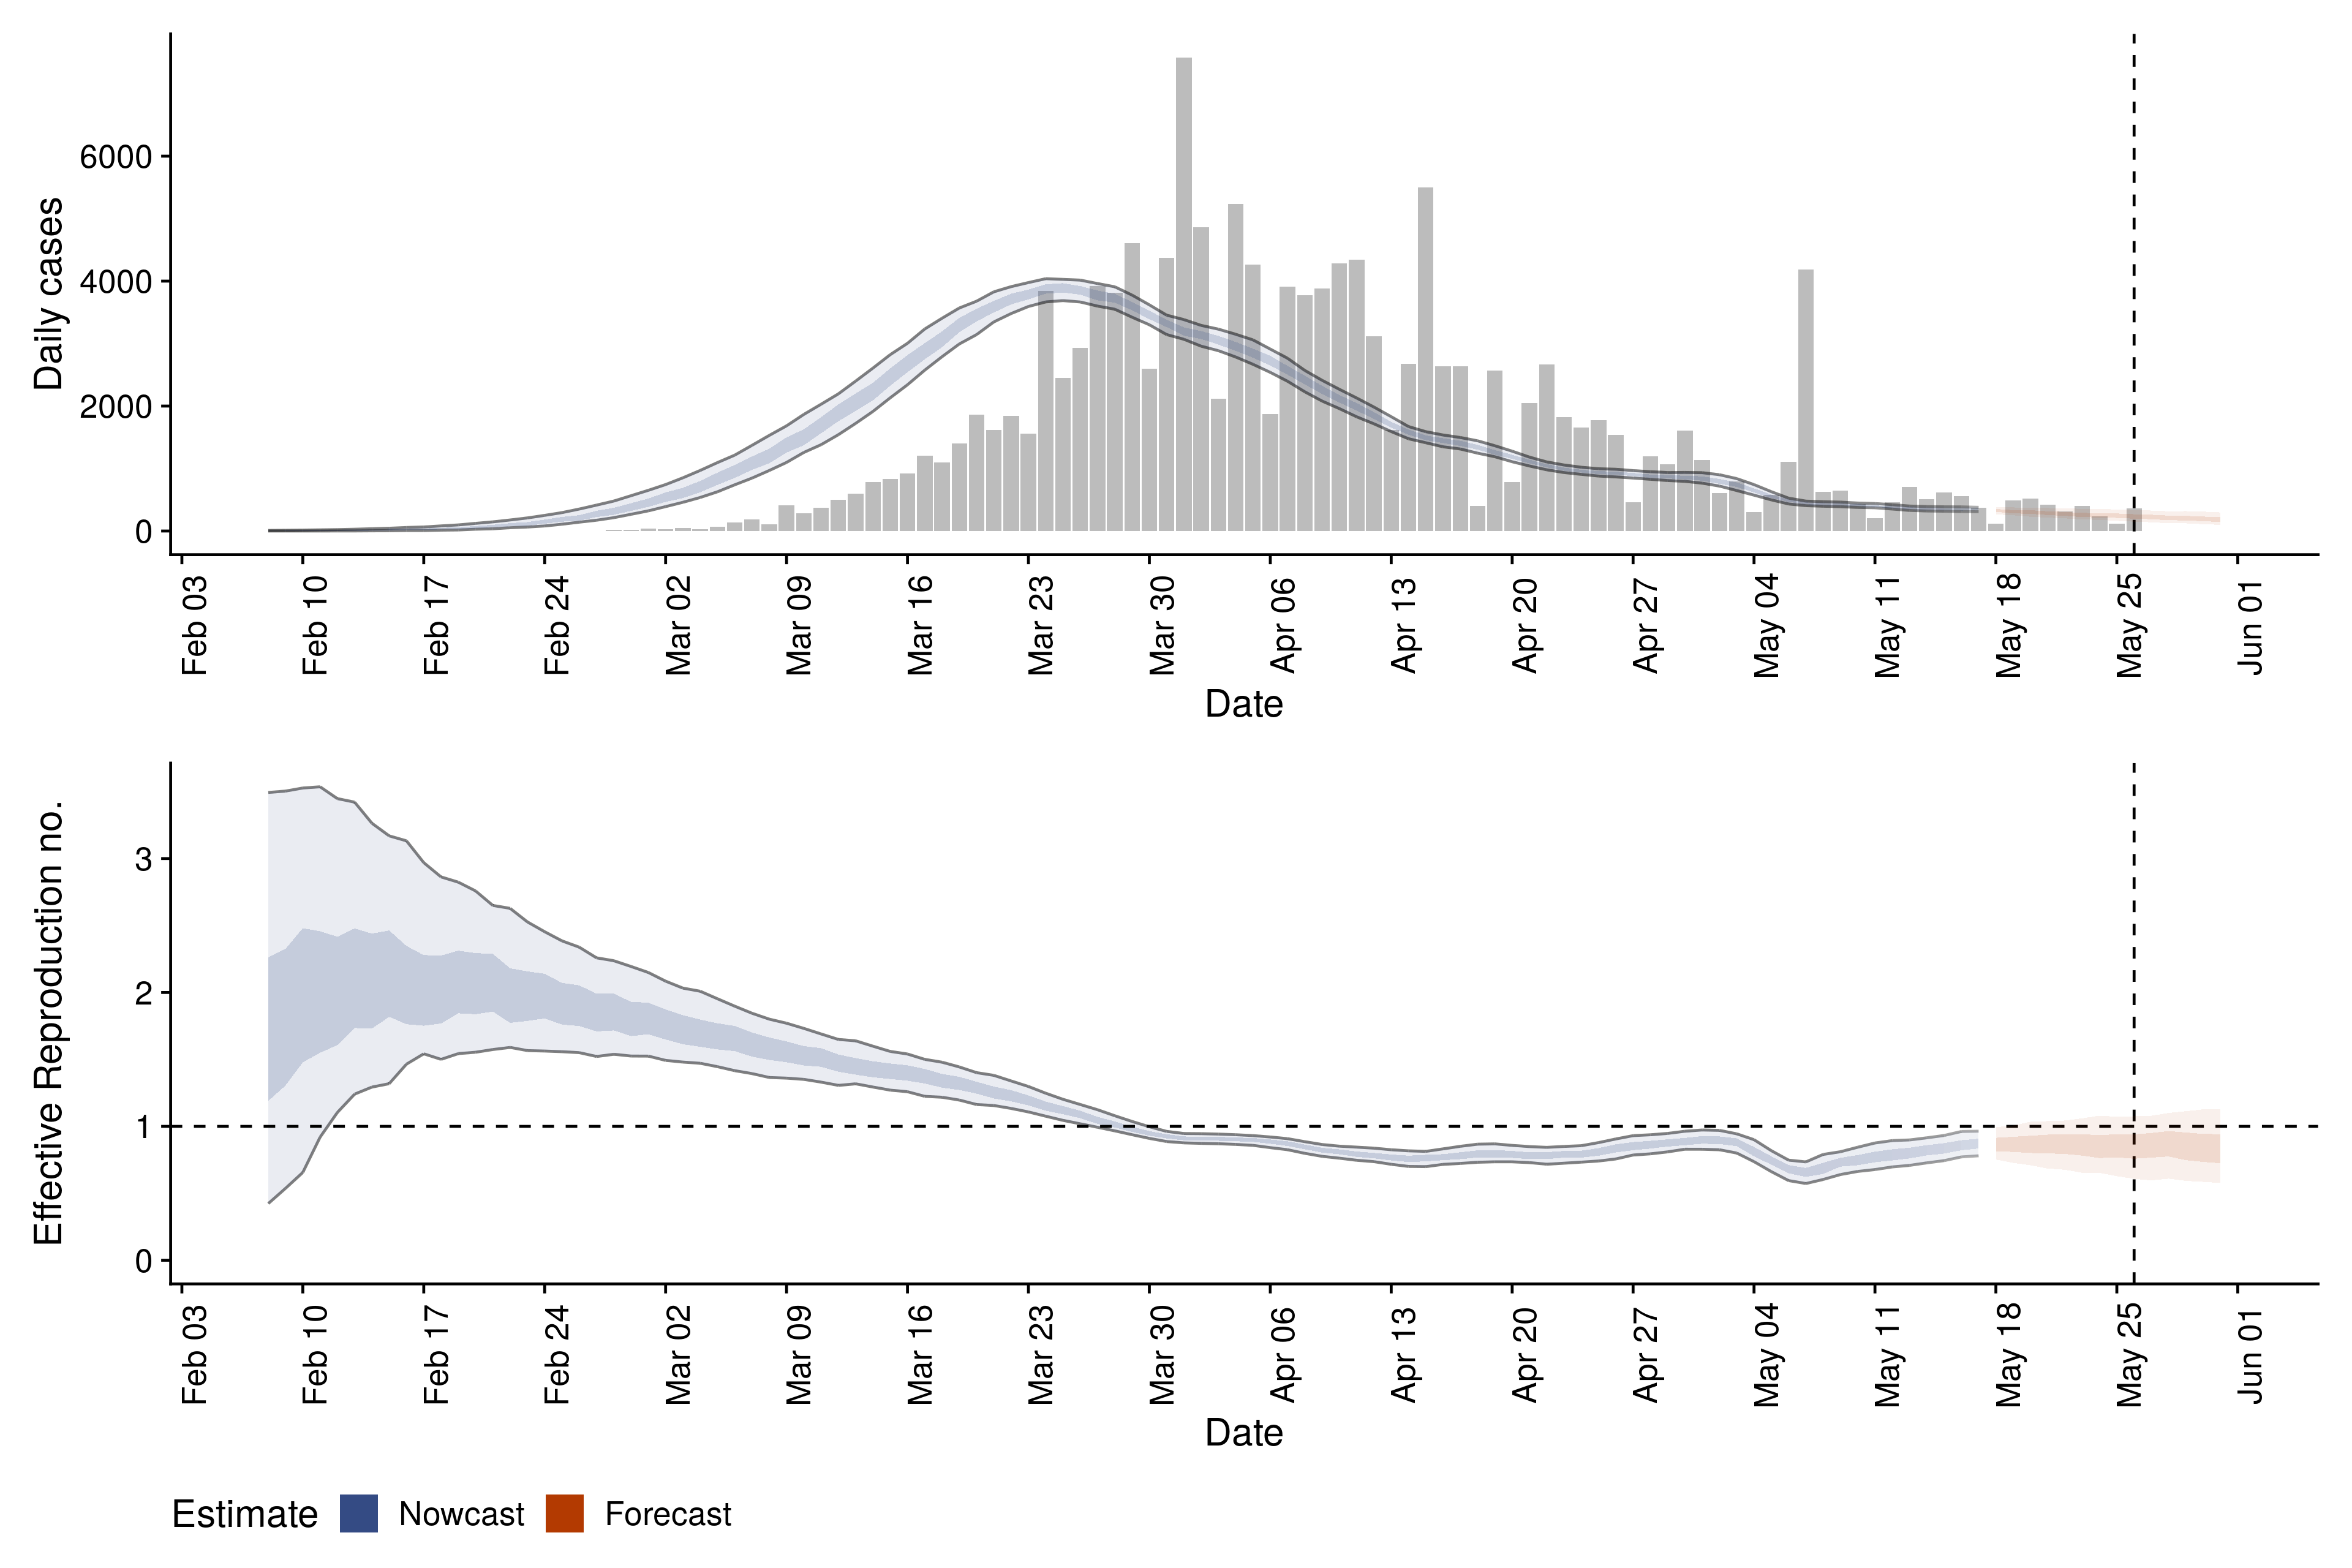 Daily cases
6000
4000
2000
0
Feb 03
Feb 10
Feb 17
Feb 24
Mar 02
Mar 09
Mar 16
Mar 23
Mar 30
Apr 06
Apr 13
Apr 20
Apr 27
May 04
May 11
May 18
May 25
Jun 01
Date
Effective Reproduction no.
3
2
1
0
Feb 03
Feb 10
Feb 17
Feb 24
Mar 02
Mar 09
Mar 16
Mar 23
Mar 30
Apr 06
Apr 13
Apr 20
Apr 27
May 04
May 11
May 18
May 25
Jun 01
Date
Estimate Nowcast Forecast